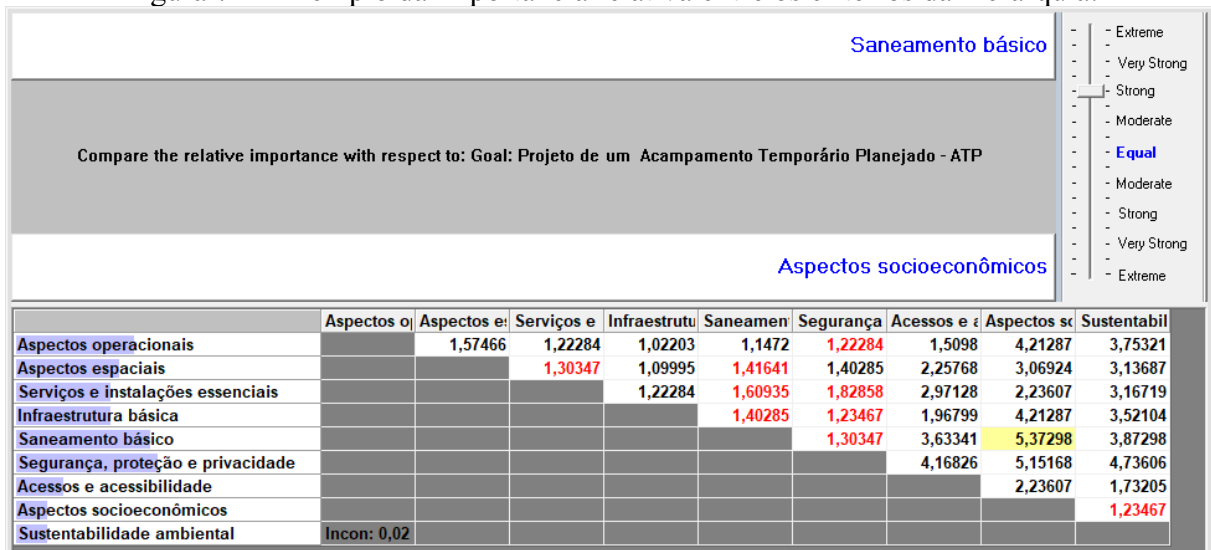 Saneamento básico
Compare the relative importance with respect to: Goal: Projeto de um Acampamento Temporário Planejado - ATP
Aspectos socioeconômicos
Extreme
Very Strong
Strong
Moderate
Equal
Moderate
Strong
Very Strong
Extreme
Aspectos o Aspectos e Serviços e Infraestrutu Saneamen Segurança Acessos e a Aspectos so Sustentabil
Aspectos operacionais 1,57466 1,22284 1,02203 1,1472 1,22284 1,5098 4,21287 3,75321
Aspectos espaciais 1,30347 1,09995 1,41641 1,40285 2,25768 3,06924 3,13687
Serviços e instalações essenciais 1,22284 1,60935 1,82858 2,97128 2,23607 3,16719
Infraestrutura básica 1,40285 1,23467 1,96799 4,21287 3,52104
Saneamento básico 1,30347 3,63341 5,37298 3,87298
Segurança, proteção e privacidade 4,16826 5,15168 4,73606
Acessos e acessibilidade 2,23607 1,73205
Aspectos socioeconômicos 1,23467
Sustentabilidade ambiental Incon: 0,02